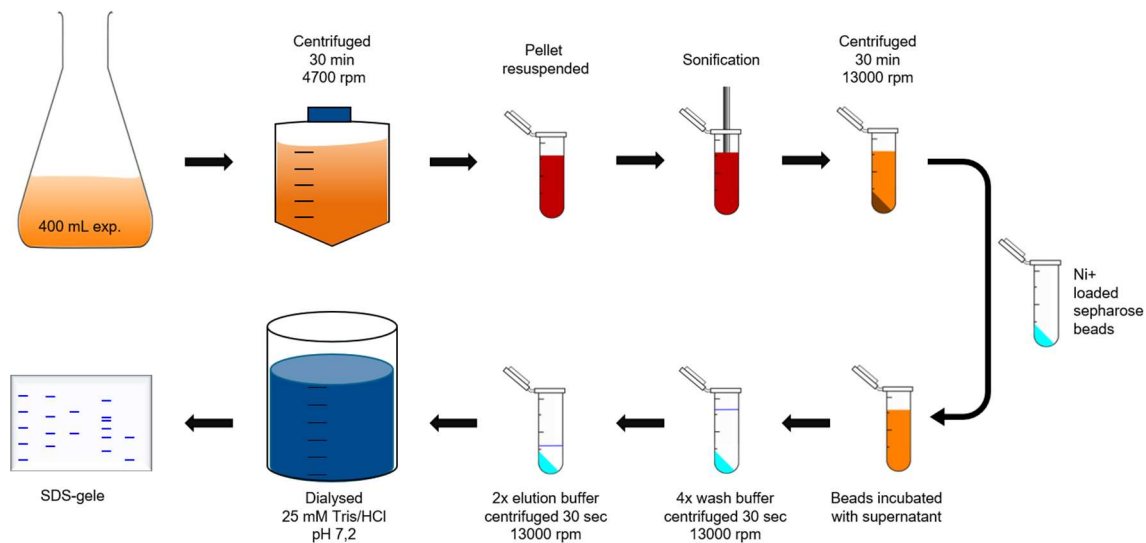 Centrifuged
30 min
4700 rpm
Pellet
resuspended
Sonification
Centrifuged
30 min
13000 rpm
400 mL exp.
Ni+
loaded
sepharose
beads
SDS-gele
Dialysed
25 mM Tris/HCl
pH 7,2
2x elution buffer
centrifuged 30 sec
13000 rpm
4x wash buffer
centrifuged 30 sec
13000 rpm
Beads incubated
with supernatant